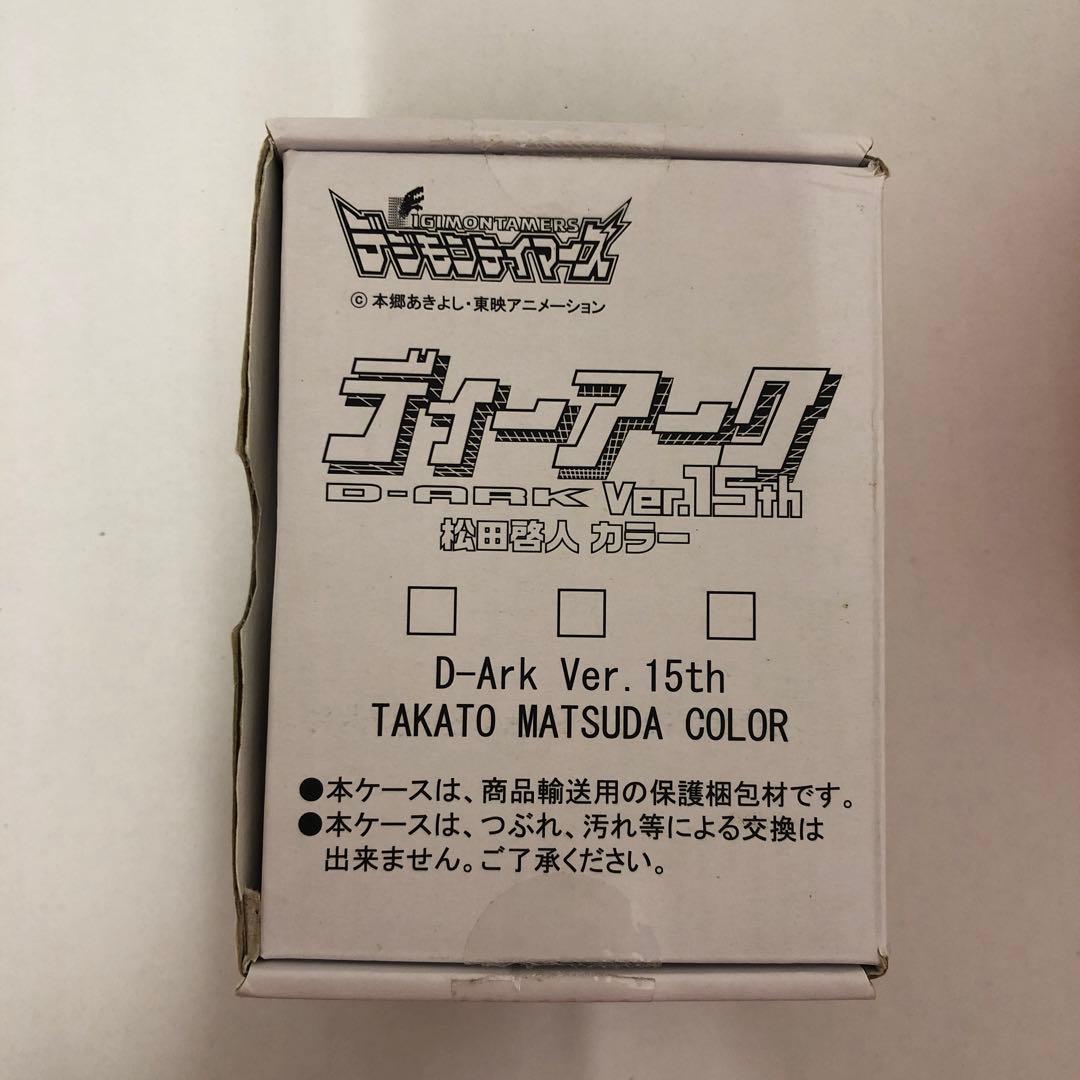 DIGIMONTAMERS
デジモンテイマーズ
© 本郷あきよし・東映アニメーション
ディーアーク
D-ARK Ver.15th
松田啓人 カラー
D-Ark Ver.15th
TAKATO MATSUDA COLOR
●本ケースは、商品輸送用の保護梱包材です。
●本ケースは、つぶれ、汚れ等による交換は
出来ません。ご了承ください。